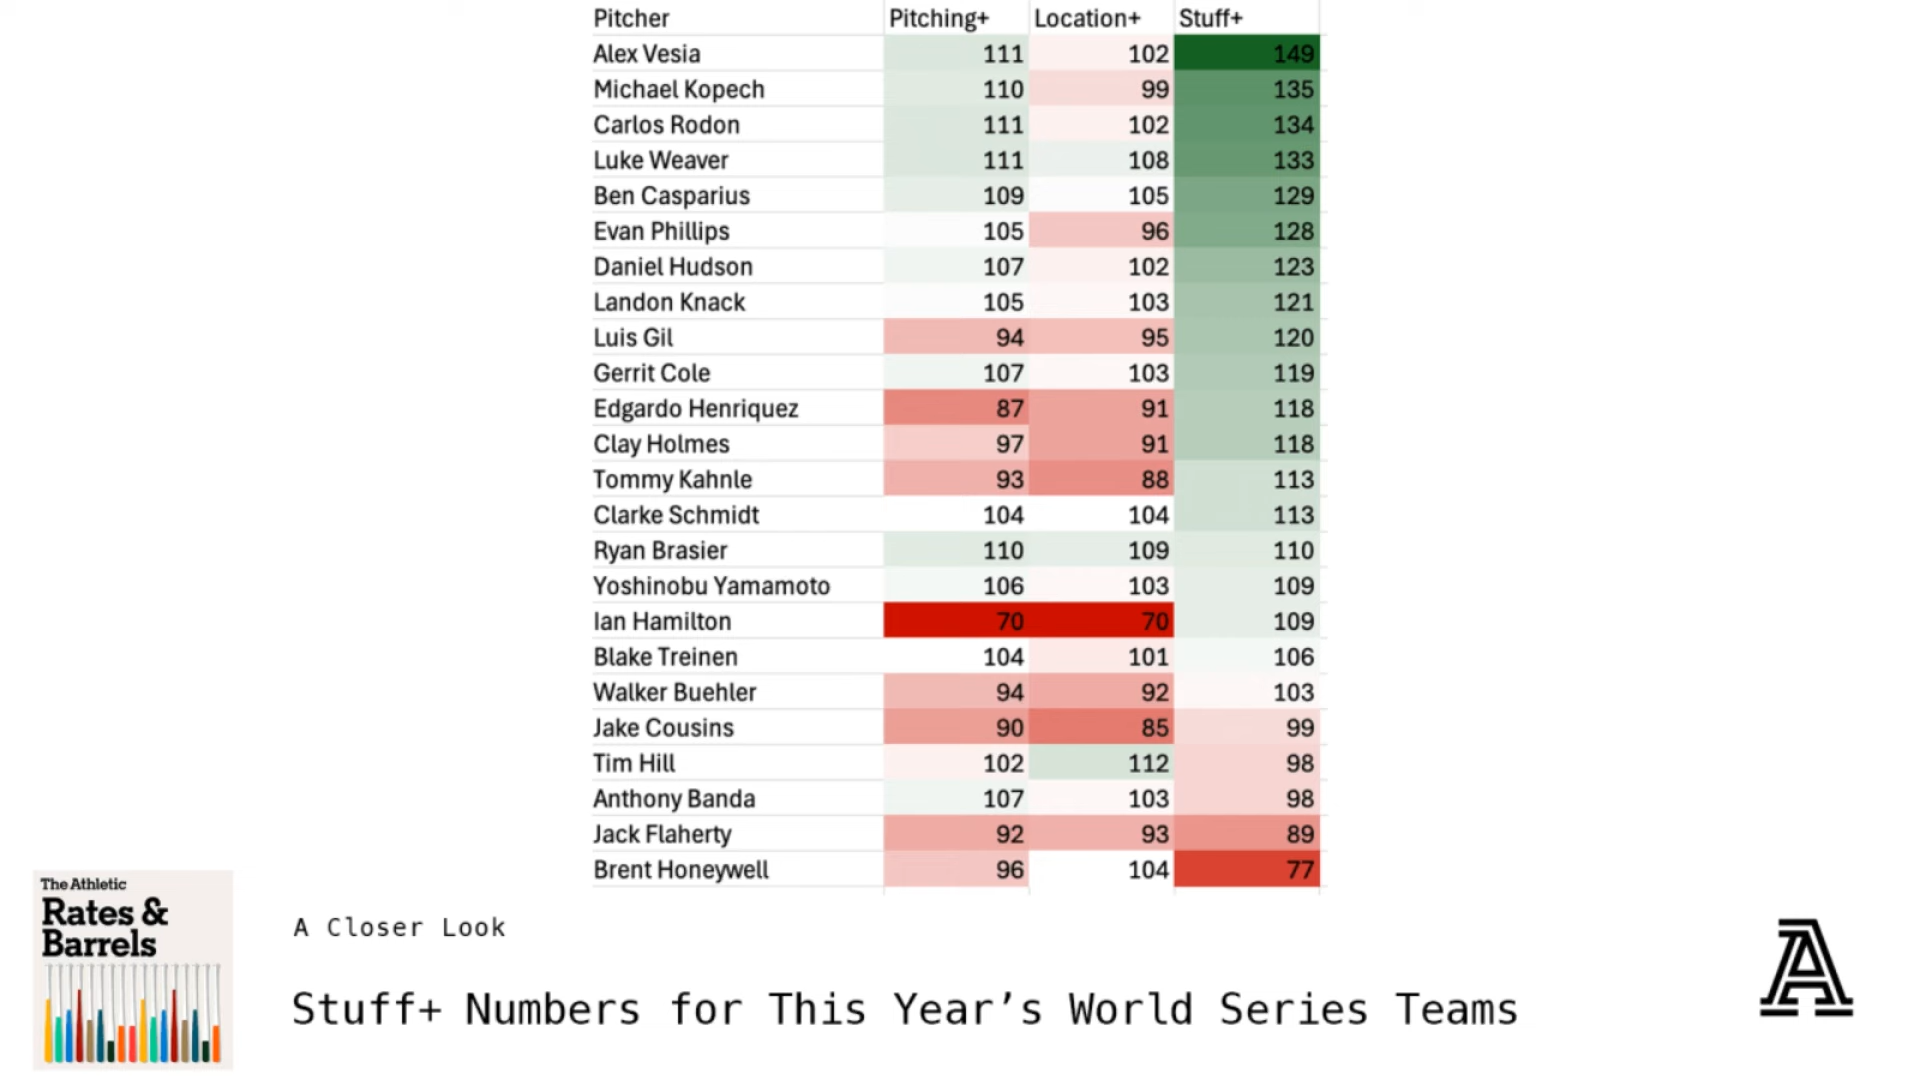 Pitcher Pitching+ Location+ Stuff+
Alex Vesia 111 102 149
Michael Kopech 110 99 135
Carlos Rodon 111 102 134
Luke Weaver 111 108 133
Ben Casparius 109 105 129
Evan Phillips 105 96 128
Daniel Hudson 107 102 123
Landon Knack 105 103 121
Luis Gil 94 95 120
Gerrit Cole 107 103 119
Edgardo Henriquez 87 91 118
Clay Holmes 97 91 118
Tommy Kahnle 93 88 113
Clarke Schmidt 104 104 113
Ryan Brasier 110 109 110
Yoshinobu Yamamoto 106 103 109
Ian Hamilton 70 70 109
Blake Treinen 104 101 106
Walker Buehler 94 92 103
Jake Cousins 90 85 99
Tim Hill 102 112 98
Anthony Banda 107 103 98
Jack Flaherty 92 93 89
Brent Honeywell 96 104 77
The Athletic
Rates &
Barrels
A Closer Look
Stuff+ Numbers for This Year’s World Series Teams
A